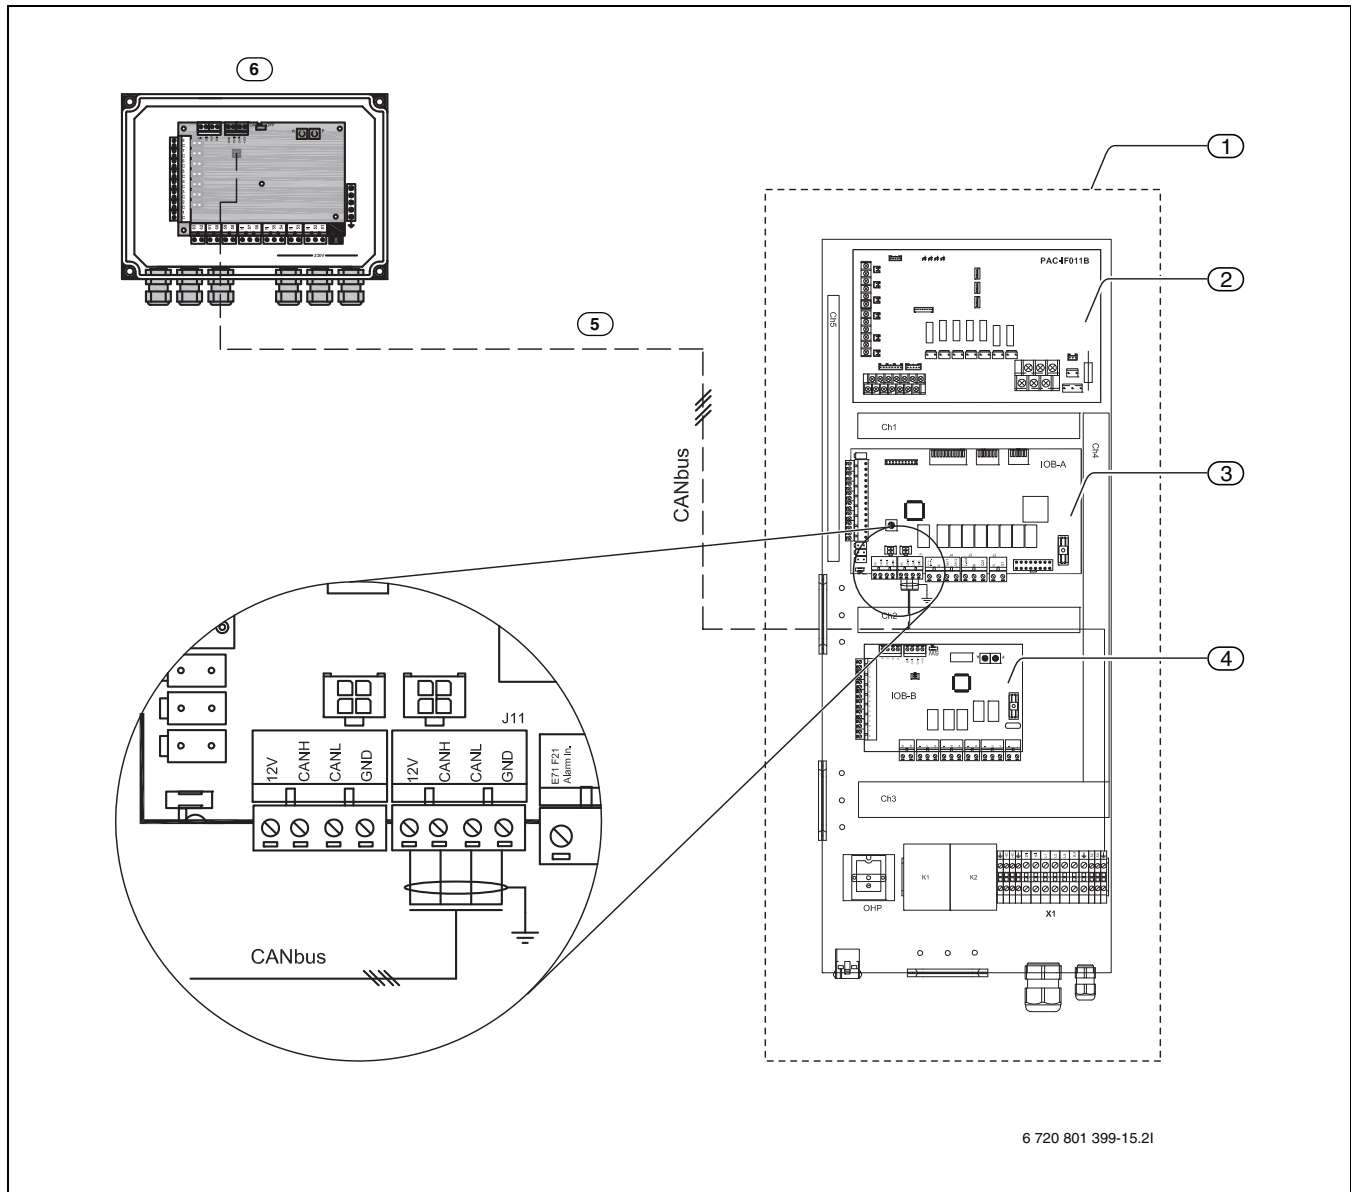 6
1
PAC-IF011B
2
5
Ch5
Ch1
Ch4
CANbus
IOB-A
3
Ch2
4
IOB-B
J11
12V
CANH
CANL
GND
12V
CANH
CANL
GND
E71 F21
Alarm In.
Ch3
K1
K2
OHP
X1
CANbus
230V
6 720 801 399-15.2I